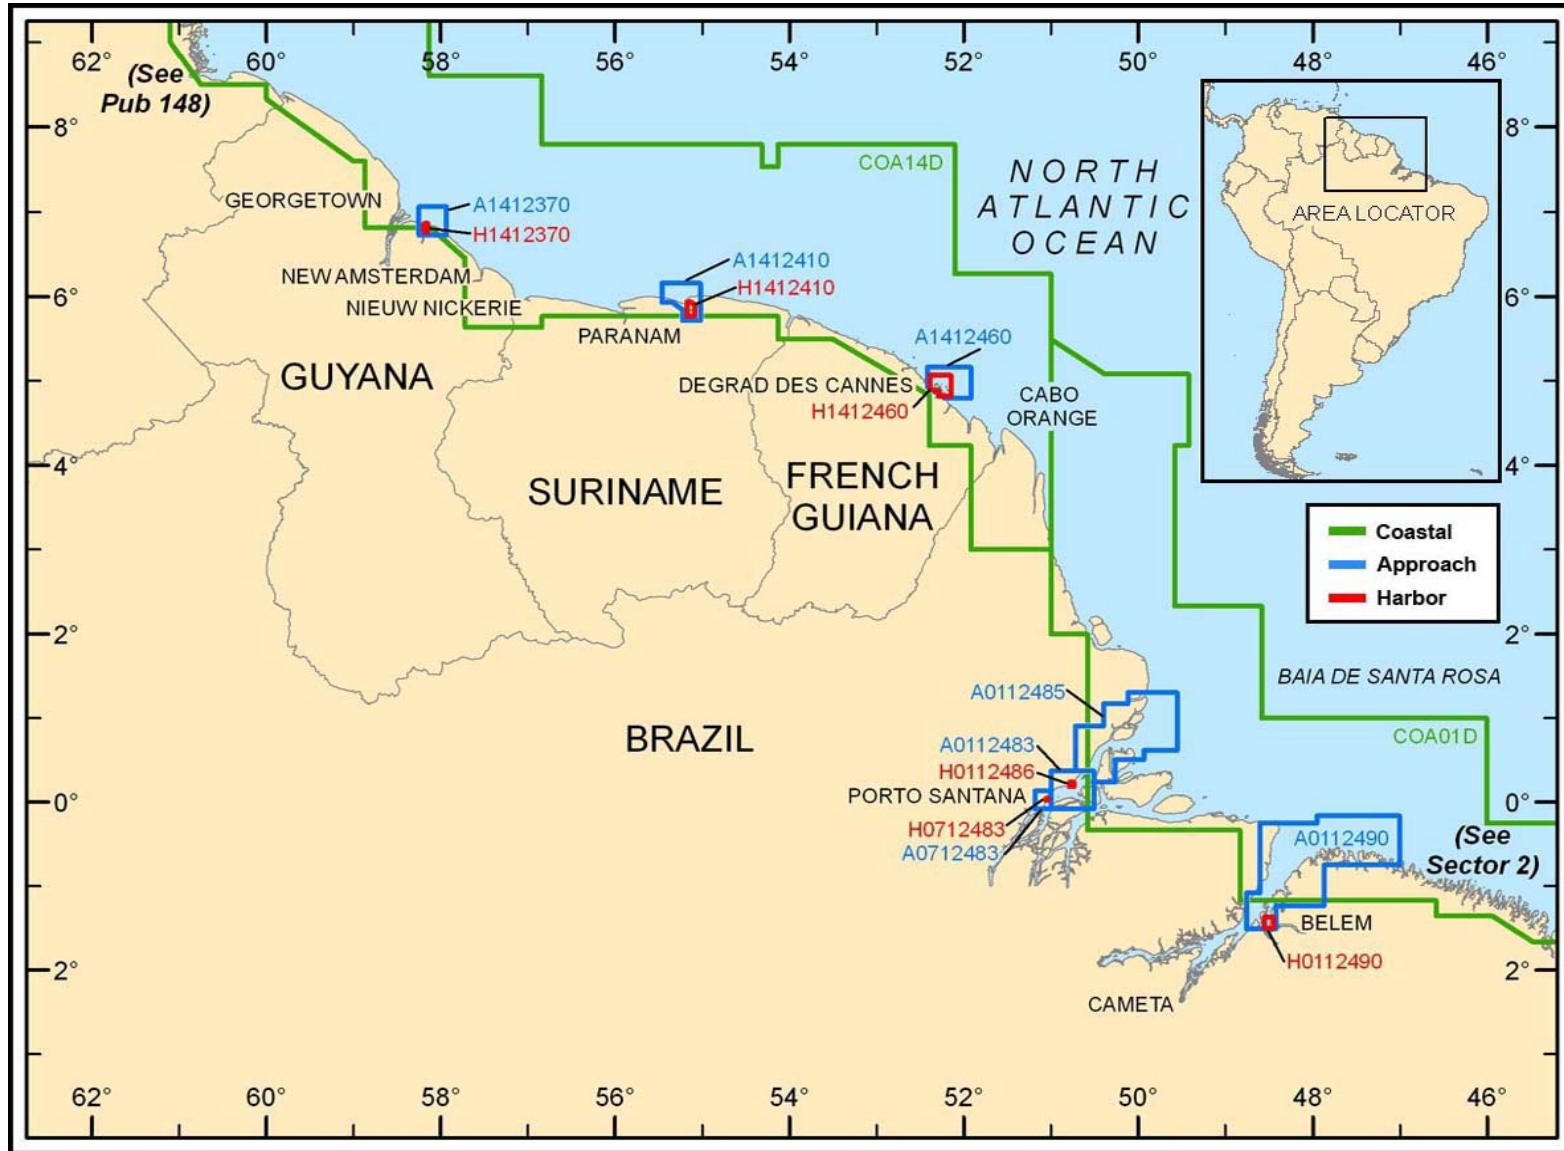 62°
60°
58°
56°
54°
52°
50°
48°
46°
(See
Pub 148)
8°
8°
COA14D
NORTH
ATLANTIC
OCEAN
AREA LOCATOR
GEORGETOWN
A1412370
H1412370
A1412410
NEW AMSTERDAM
H1412410
6°
6°
NIEUW NICKERIE
PARANAM
A1412460
GUYANA
DEGRAD DES CANNES
H1412460
CABO
ORANGE
4°
4°
SURINAME
FRENCH
GUIANA
Coastal
Approach
Harbor
2°
2°
BAIA DE SANTA ROSA
A0112485
BRAZIL
A0112483
COA01D
H0112486
PORTO SANTANA
0°
0°
H0712483
A0712483
A0112490
(See
Sector 2)
BELEM
H0112490
2°
2°
CAMETA
62°
60°
58°
56°
54°
52°
50°
48°
46°